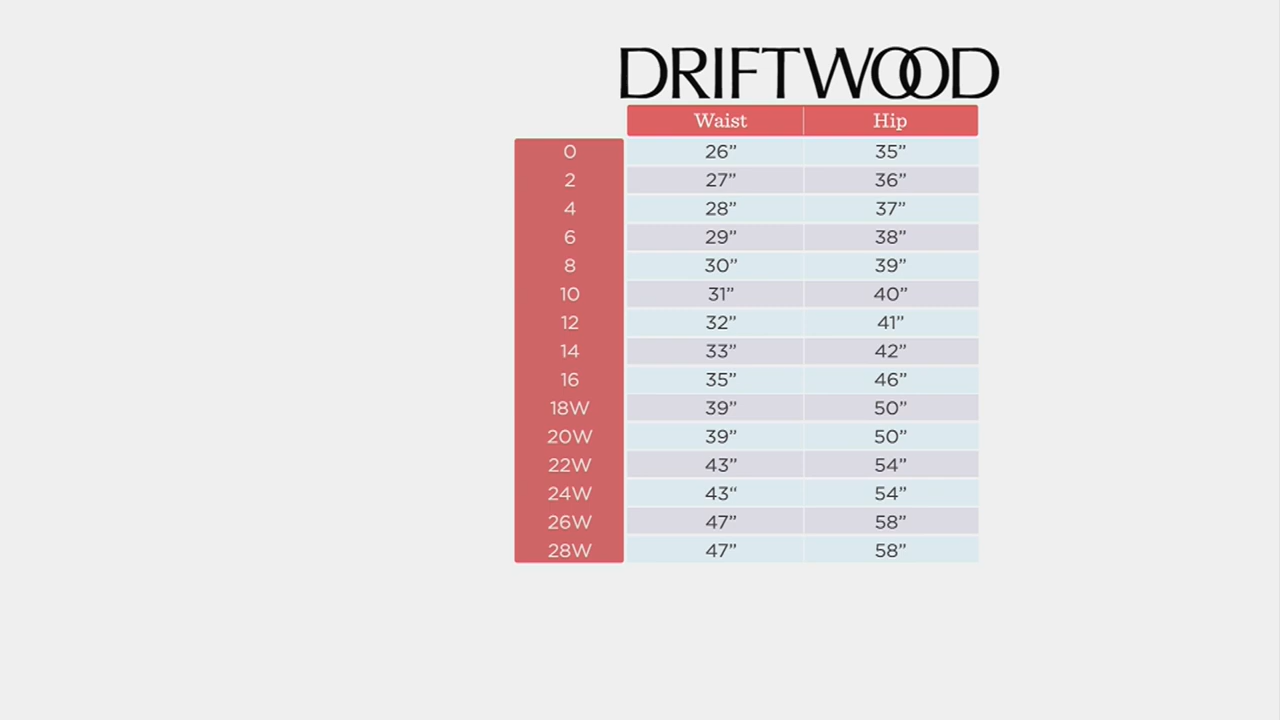 DRIFTWOOD
Waist Hip
0 26” 35”
2 27” 36”
4 28” 37”
6 29” 38”
8 30” 39”
10 31” 40”
12 32” 41”
14 33” 42”
16 35” 46”
18W 39” 50”
20W 39” 50”
22W 43” 54”
24W 43“ 54”
26W 47” 58”
28W 47” 58”